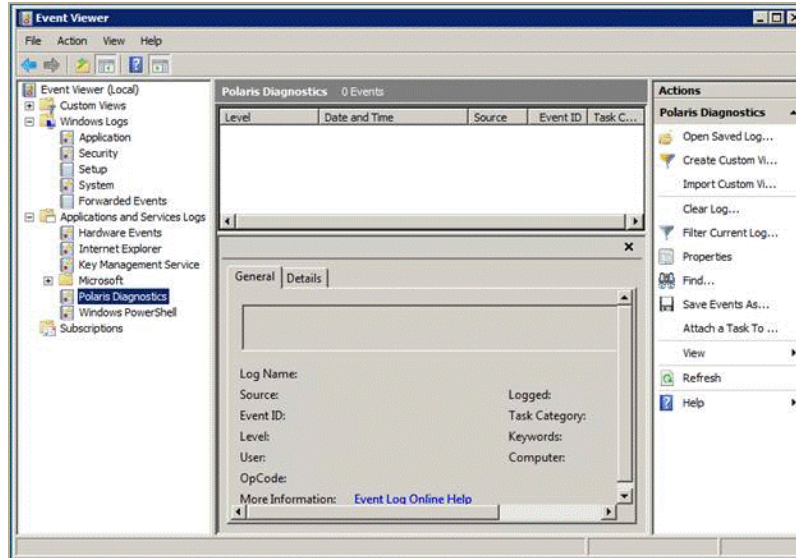 Event Viewer
File Action View Help
Event Viewer (Local)
Custom Views
Windows Logs
Application
Security
Setup
System
Forwarded Events
Applications and Services Logs
Hardware Events
Internet Explorer
Key Management Service
Microsoft
Polaris Diagnostics
Windows PowerShell
Subscriptions
Polaris Diagnostics 0 Events
Level Date and Time Source Event ID Task C...
General Details
Log Name:
Source: Logged:
Event ID: Task Category:
Level: Keywords:
User: Computer:
OpCode:
More Information: Event Log Online Help
Actions
Polaris Diagnostics
Open Saved Log...
Create Custom Vi...
Import Custom Vi...
Clear Log...
Filter Current Log...
Properties
Find...
Save Events As...
Attach a Task To ...
View
Refresh
Help